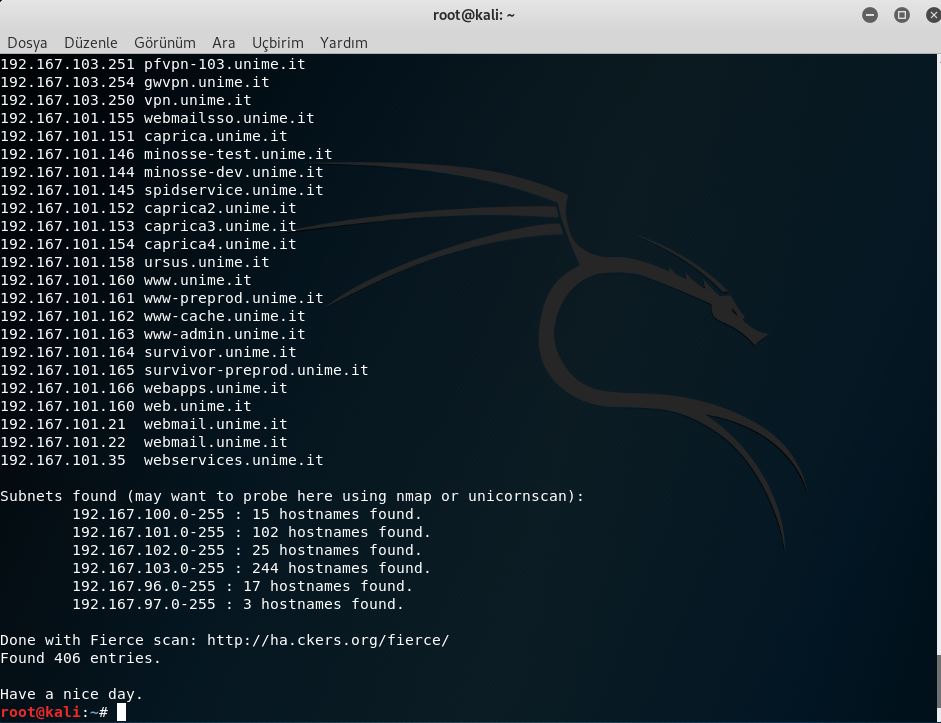 root@kali: ~
Dosya Düzenle Görünüm Ara Uçbirim Yardım
192.167.103.251 pfvpn-103.unime.it
192.167.103.254 gwvpn.unime.it
192.167.103.250 vpn.unime.it
192.167.101.155 webmailsso.unime.it
192.167.101.151 caprica.unime.it
192.167.101.146 minosse-test.unime.it
192.167.101.144 minosse-dev.unime.it
192.167.101.145 spidservice.unime.it
192.167.101.152 caprica2.unime.it
192.167.101.153 caprica3.unime.it
192.167.101.154 caprica4.unime.it
192.167.101.158 ursus.unime.it
192.167.101.160 www.unime.it
192.167.101.161 www-preprod.unime.it
192.167.101.162 www-cache.unime.it
192.167.101.163 www-admin.unime.it
192.167.101.164 survivor.unime.it
192.167.101.165 survivor-preprod.unime.it
192.167.101.166 webapps.unime.it
192.167.101.160 web.unime.it
192.167.101.21  webmail.unime.it
192.167.101.22  webmail.unime.it
192.167.101.35  webservices.unime.it
Subnets found (may want to probe here using nmap or unicornscan):
192.167.100.0-255 : 15 hostnames found.
192.167.101.0-255 : 102 hostnames found.
192.167.102.0-255 : 25 hostnames found.
192.167.103.0-255 : 244 hostnames found.
192.167.96.0-255 : 17 hostnames found.
192.167.97.0-255 : 3 hostnames found.
Done with Fierce scan: http://ha.ckers.org/fierce/
Found 406 entries.
Have a nice day.
root@kali:~#